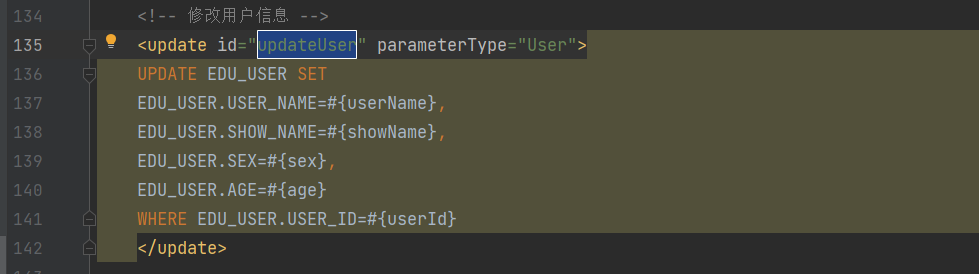 134 <!-- 修改用户信息 -->
135 <update id="updateUser" parameterType="User">
136 UPDATE EDU_USER SET
137 EDU_USER.USER_NAME=#{userName},
138 EDU_USER.SHOW_NAME=#{showName},
139 EDU_USER.SEX=#{sex},
140 EDU_USER.AGE=#{age}
141 WHERE EDU_USER.USER_ID=#{userId}
142 </update>